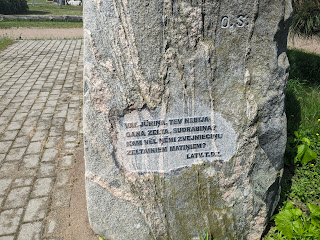 O.S.
VAI, JŪRIŅA, TEV NEBIJA
GANA ZELTA, SUDRABIŅA?
KAM VĒL ŅĒMI ZVEJNIECIŅU
ZELTAINIEM MATIŅIEM?
LATV. T. DZ.